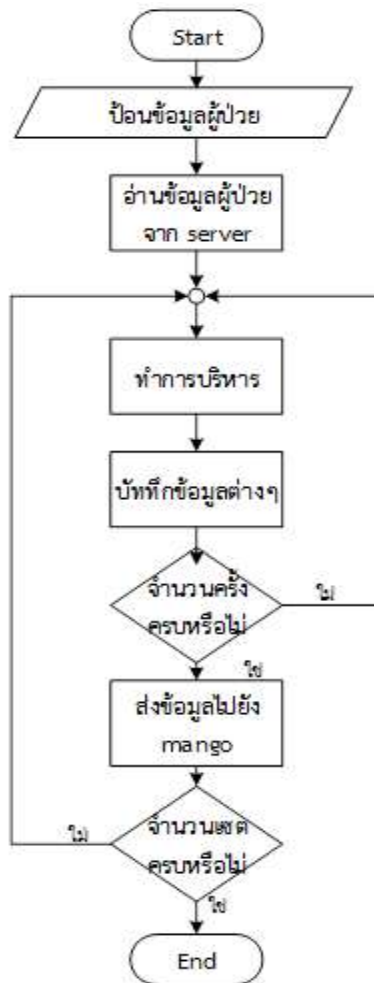 Start
ป้อนข้อมูลผู้ป่วย
อ่านข้อมูลผู้ป่วย
จาก server
ทำการบริหาร
บัททึกข้อมูลต่างๆ
จำนวนครั้ง
ครบหรือไม่
ไม่
ใช่
ส่งข้อมูลไปยัง
mango
จำนวนเซต
ครบหรือไม่
ไม่
ใช่
End